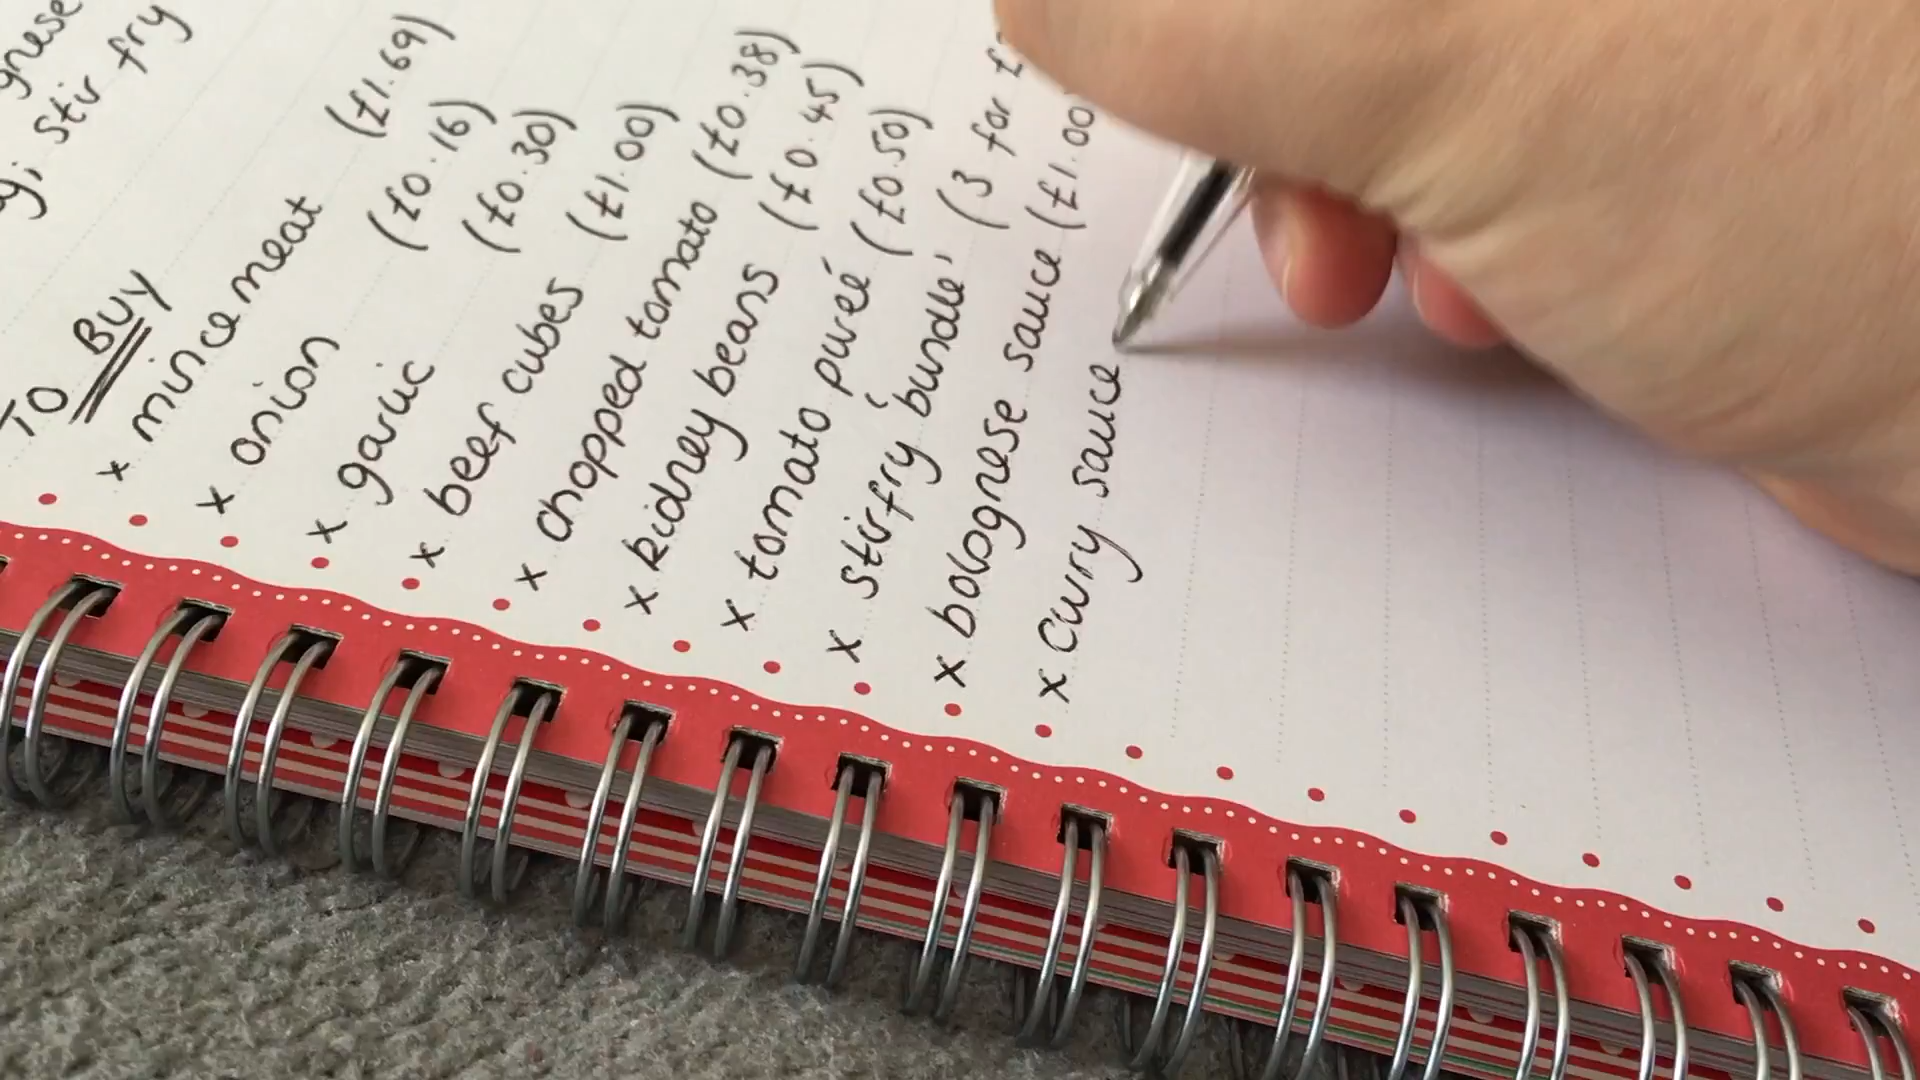 gnese
stir fry
TO BUY
x mince meat (£1.69)
x onion (£0.16)
x garlic (£0.30)
x beef cubes (£1.00)
x chopped tomato (£0.38)
x kidney beans (£0.45)
x tomato pureé (£0.50)
x 'stirfry bundle' (3 for £
x bolognese sauce (£1.00
x curry sauce